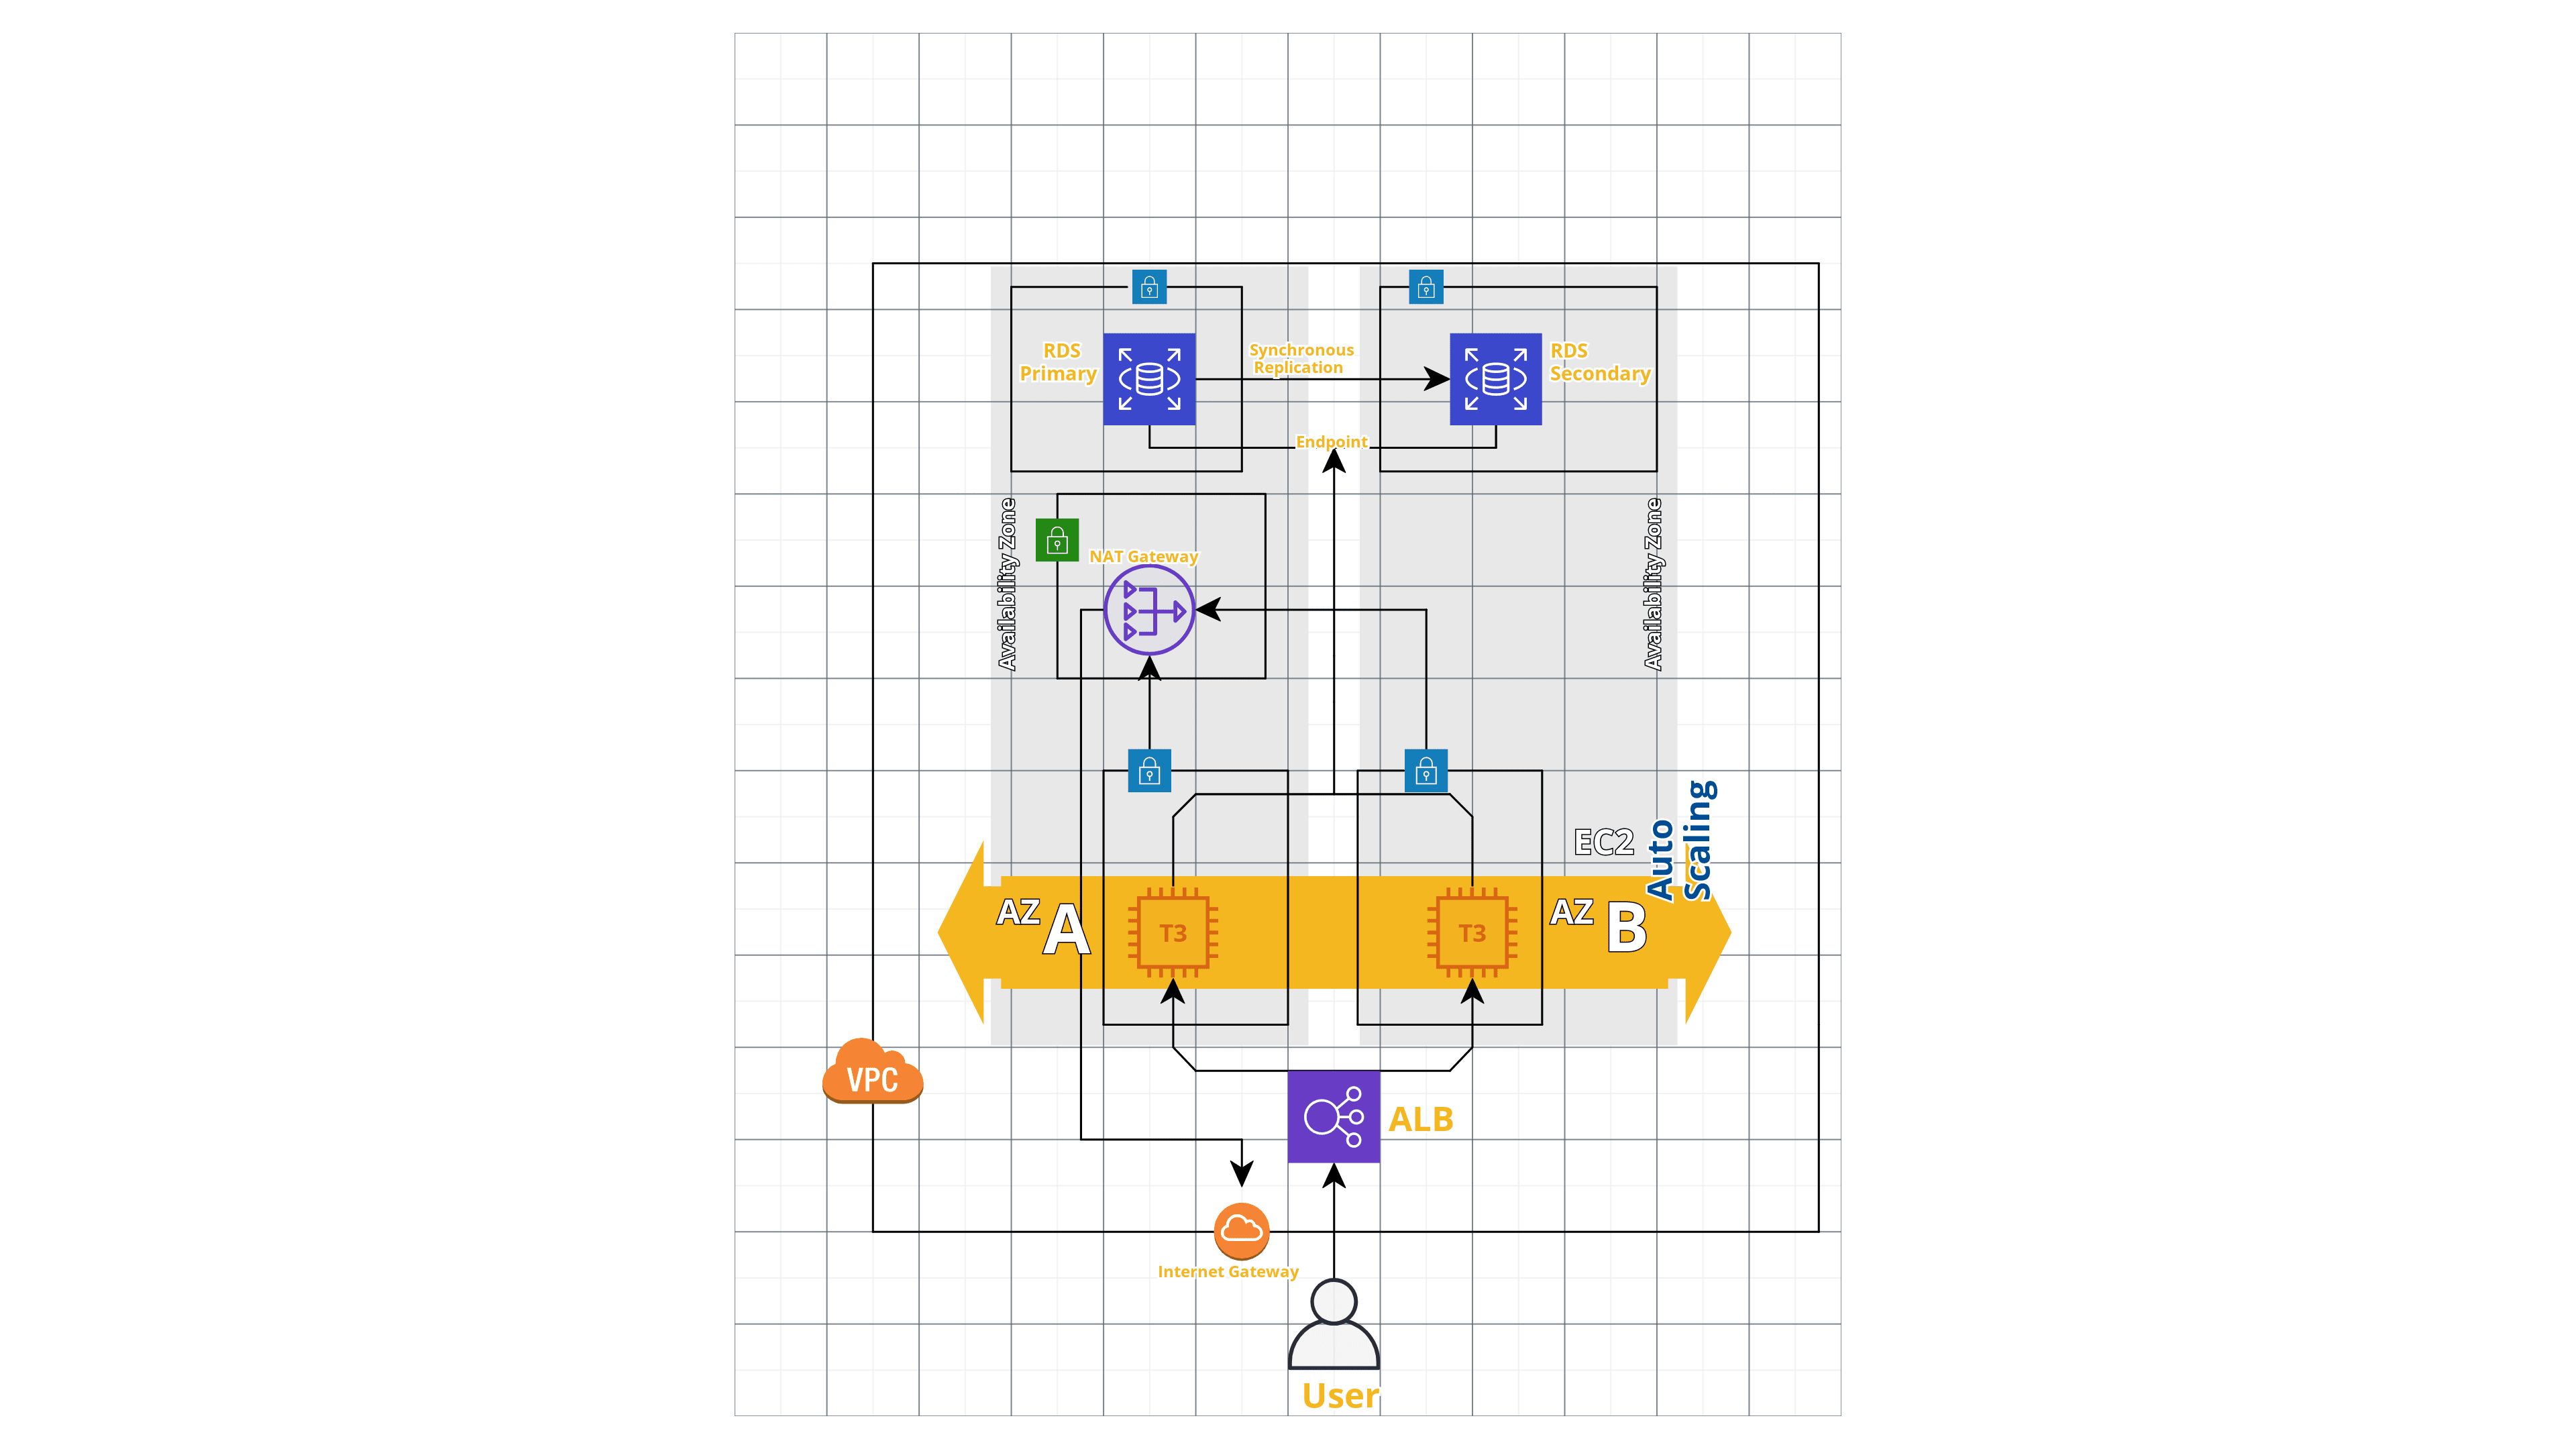 RDS
Primary
Synchronous
Replication
RDS
Secondary
Endpoint
Availability Zone
Availability Zone
NAT Gateway
EC2
Auto
Scaling
AZ A
T3
T3
AZ B
VPC
ALB
Internet Gateway
User